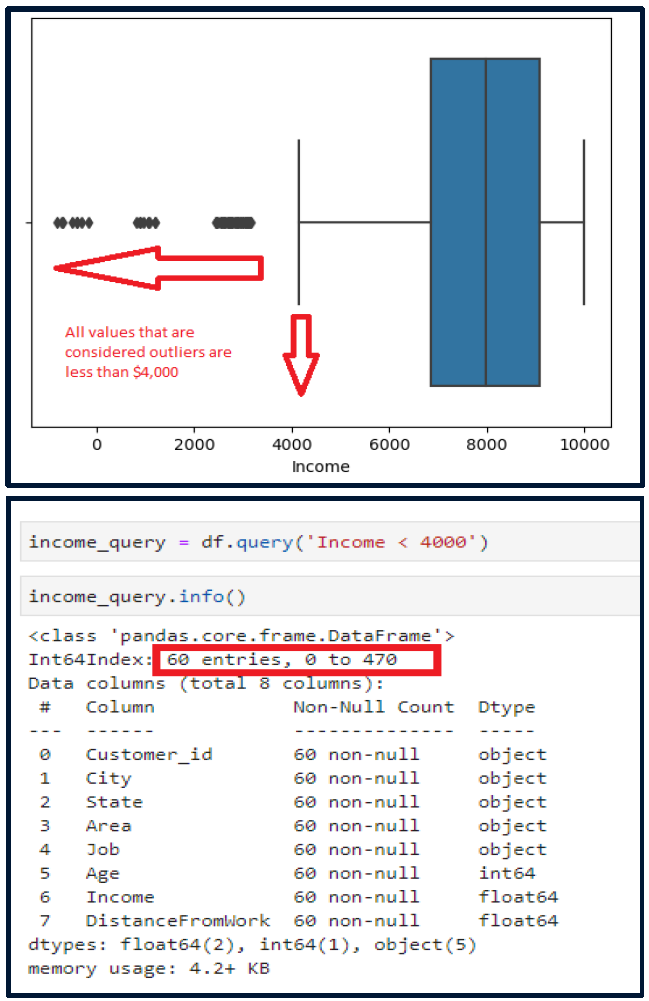 All values that are
considered outliers are
less than $4,000
0 2000 4000 6000 8000 10000
Income
income_query = df.query('Income < 4000')
income_query.info()
<class 'pandas.core.frame.DataFrame'>
Int64Index: 60 entries, 0 to 470
Data columns (total 8 columns):
# Column Non-Null Count Dtype
--- ------ -------------- -----
0 Customer_id 60 non-null object
1 City 60 non-null object
2 State 60 non-null object
3 Area 60 non-null object
4 Job 60 non-null object
5 Age 60 non-null int64
6 Income 60 non-null float64
7 DistanceFromWork 60 non-null float64
dtypes: float64(2), int64(1), object(5)
memory usage: 4.2+ KB